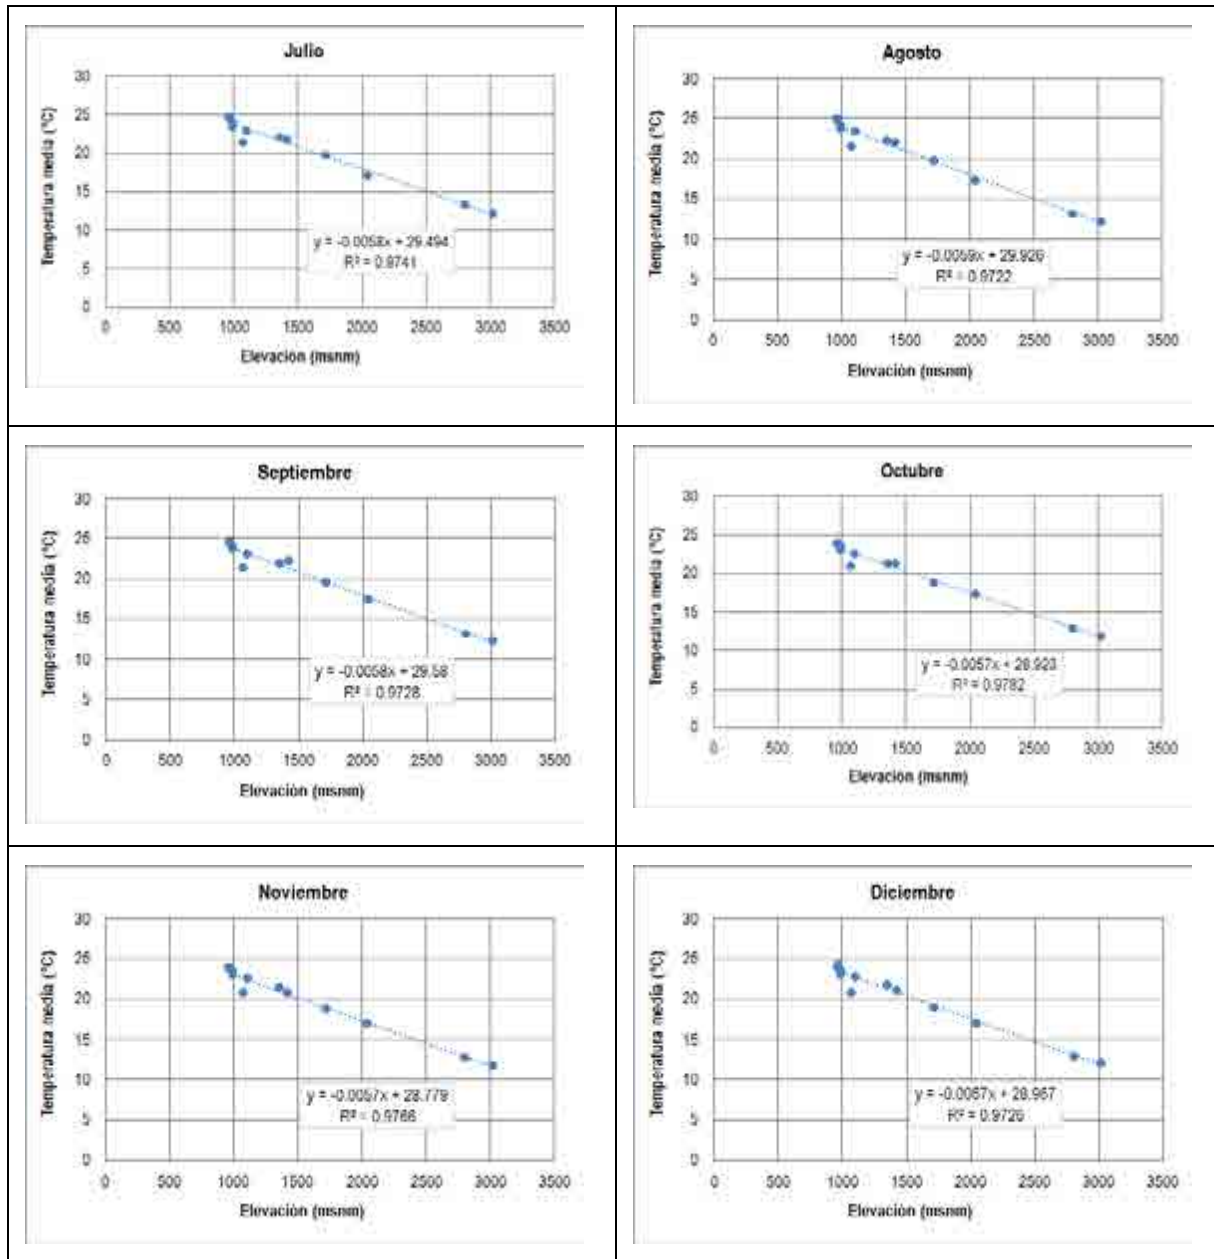 Julio
Temperatura media (°C)
30
25
20
15
10
5
0
y = -0.0058x + 29.494
R² = 0.9741
0 500 1000 1500 2000 2500 3000 3500
Elevación (msnm)
Agosto
Temperatura media (°C)
30
25
20
15
10
5
0
y = -0.0059x + 29.926
R² = 0.9722
0 500 1000 1500 2000 2500 3000 3500
Elevación (msnm)
Septiembre
Temperatura media (°C)
30
25
20
15
10
5
0
y = -0.0058x + 29.58
R² = 0.9728
0 500 1000 1500 2000 2500 3000 3500
Elevación (msnm)
Octubre
Temperatura media (°C)
30
25
20
15
10
5
0
y = -0.0057x + 28.923
R² = 0.9782
0 500 1000 1500 2000 2500 3000 3500
Elevación (msnm)
Noviembre
Temperatura media (°C)
30
25
20
15
10
5
0
y = -0.0057x + 28.779
R² = 0.9766
0 500 1000 1500 2000 2500 3000 3500
Elevación (msnm)
Diciembre
Temperatura media (°C)
30
25
20
15
10
5
0
y = -0.0057x + 28.967
R² = 0.9726
0 500 1000 1500 2000 2500 3000 3500
Elevación (msnm)